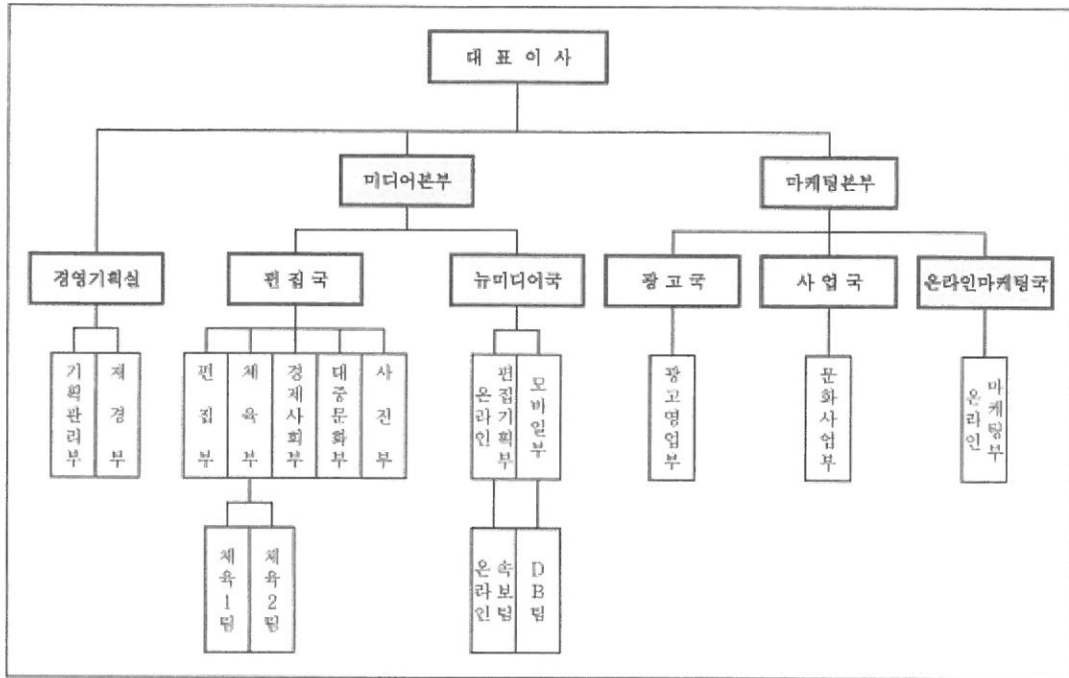 대 표 이 사
미디어본부
마케팅본부
경영기획실
편 집 국
뉴미디어국
광 고 국
사 업 국
온라인마케팅국
기획관리부
재경부
편집부
체육부
경제사회부
대중문화부
사진부
온라인편집기획부
모바일부
광고영업부
문화사업부
온라인마케팅부
체육1팀
체육2팀
온라인속보팀
DB팀